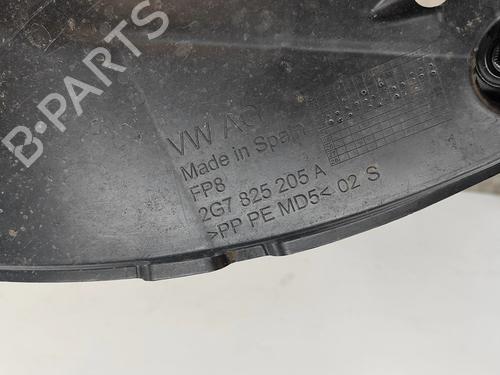 B-PARTS
VW AG
Made in Spain
FP8
2G7 825 205 A
>PP PE MD5< 02 S